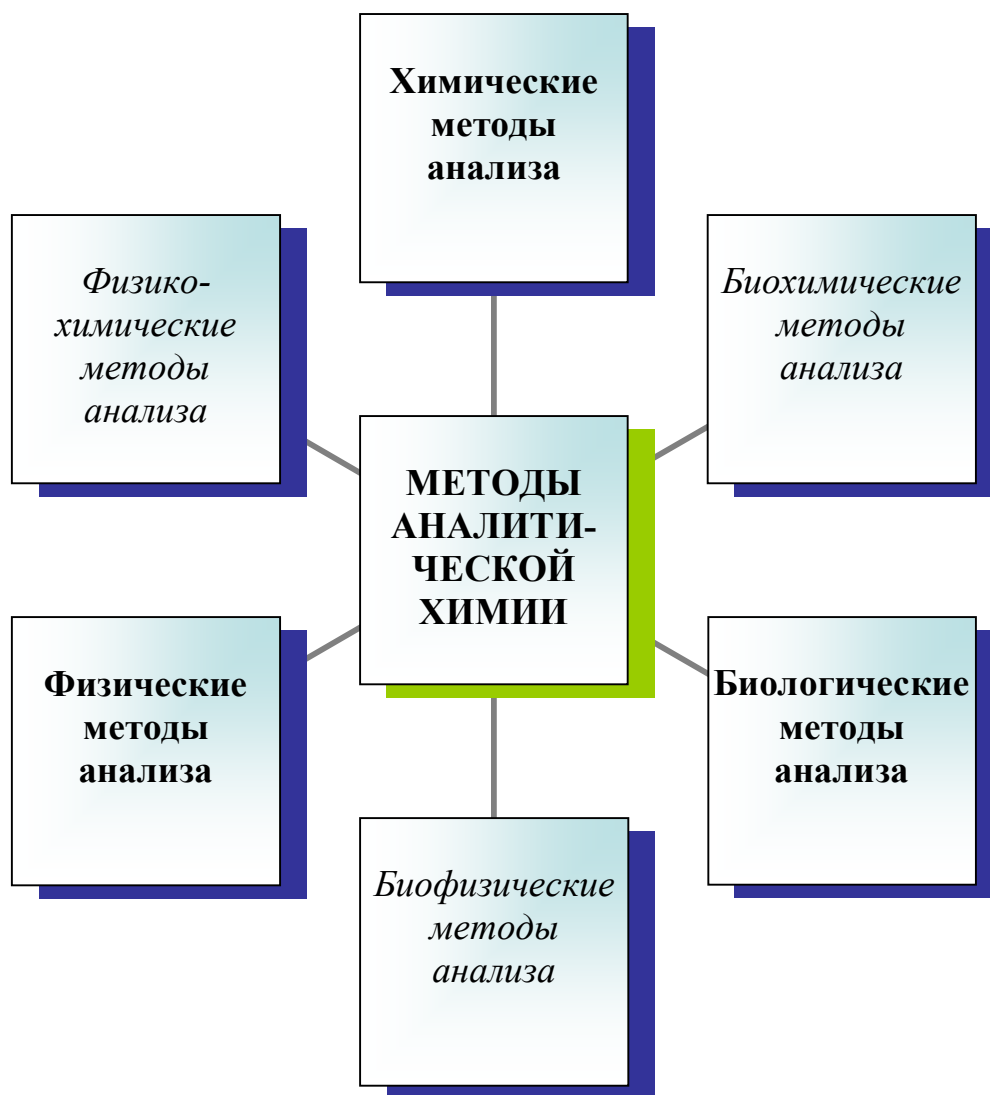 Химические
методы
анализа
Физико-
химические
методы
анализа
Биохимические
методы
анализа
МЕТОДЫ
АНАЛИТИ-
ЧЕСКОЙ
ХИМИИ
Физические
методы
анализа
Биологические
методы
анализа
Биофизические
методы
анализа